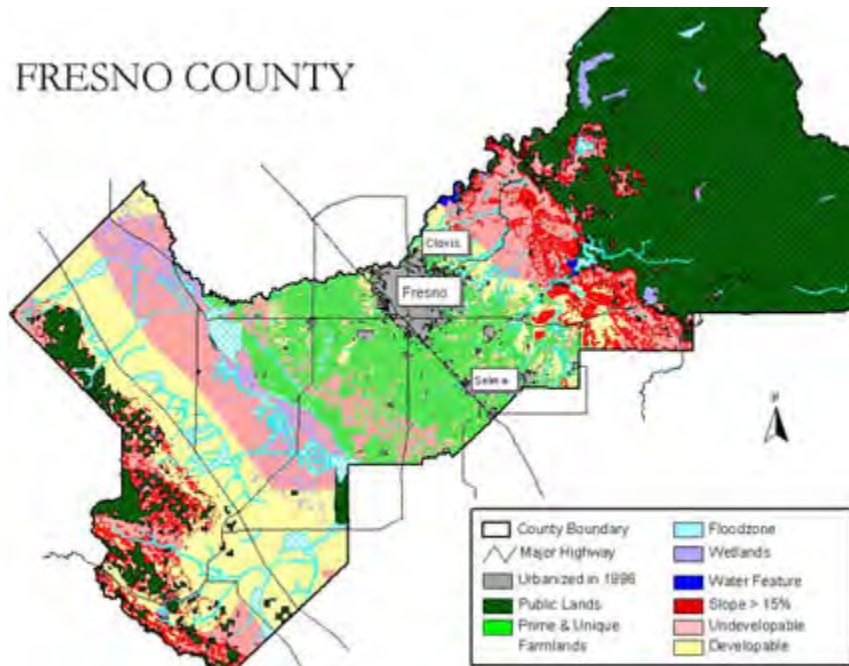 FRESNO COUNTY
Clovis
Fresno
Selma
N
County Boundary
Major Highway
Urbanized in 1996
Public Lands
Prime & Unique
Farmlands
Floodzone
Wetlands
Water Feature
Slope > 15%
Undevelopable
Developable